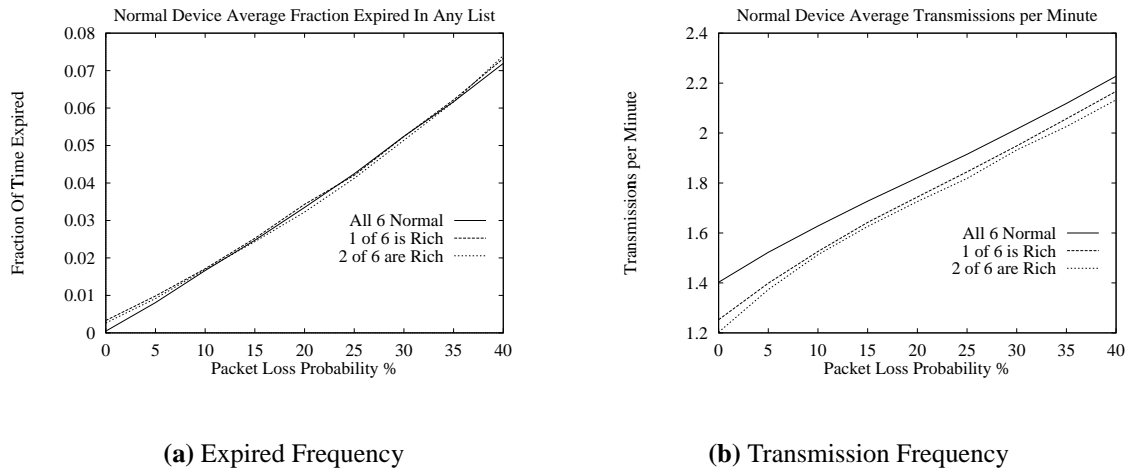 Normal Device Average Fraction Expired In Any List
0.08
0.07
0.06
0.05
0.04
0.03
0.02
0.01
0
Fraction Of Time Expired
All 6 Normal
1 of 6 is Rich
2 of 6 are Rich
0 5 10 15 20 25 30 35 40
Packet Loss Probability %
(a) Expired Frequency
Normal Device Average Transmissions per Minute
2.4
2.2
2
1.8
1.6
1.4
1.2
Transmissions per Minute
All 6 Normal
1 of 6 is Rich
2 of 6 are Rich
0 5 10 15 20 25 30 35 40
Packet Loss Probability %
(b) Transmission Frequency